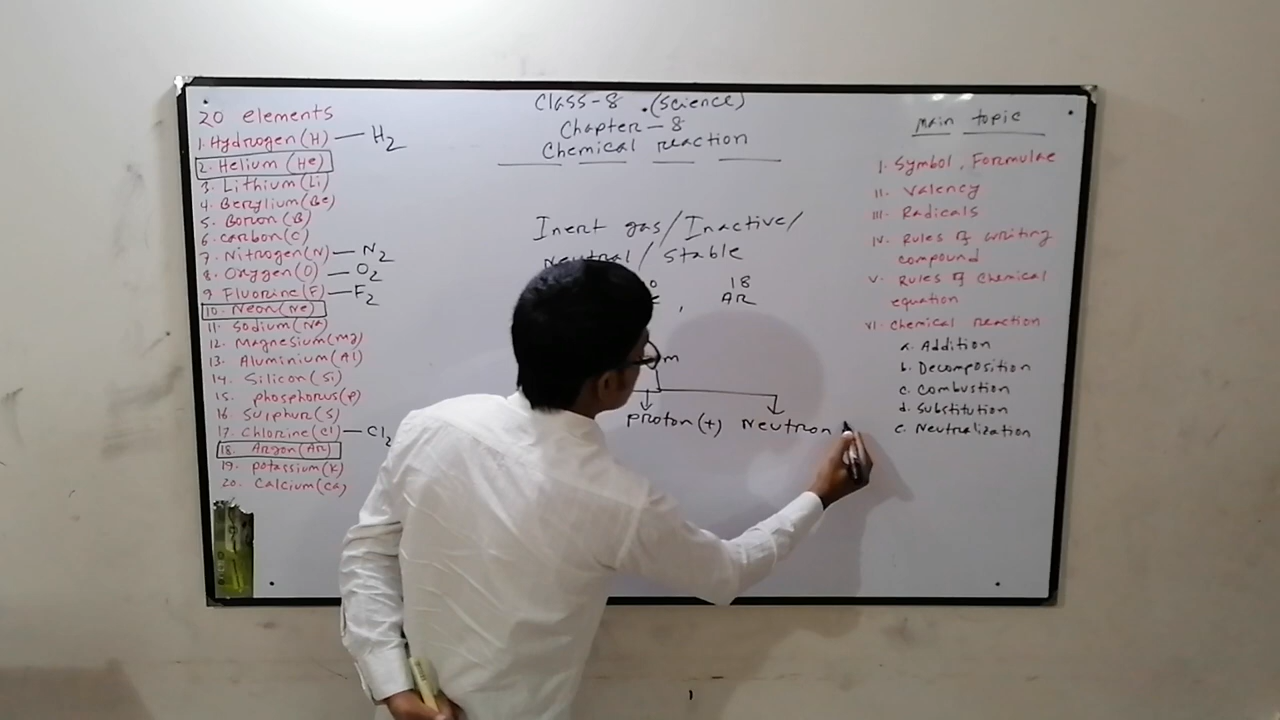 20 elements
1. Hydrogen (H) — H2
2. Helium (He)
3. Lithium (Li)
4. Berylium (Be)
5. Boron (B)
6. carbon (C)
7. Nitrogen (N) — N2
8. Oxygen (O) — O2
9. Fluorine (F) — F2
10. Neon (Ne)
11. Sodium (Na)
12. Magnesium (Mg)
13. Aluminium (Al)
14. Silicon (Si)
15. phosphorus (p)
16. Sulphur (S)
17. Chlorine (Cl) — Cl2
18. Argon (AR)
19. potassium (K)
20. Calcium (Ca)
Class-8 . (Science)
Chapter-8
Chemical reaction
Inert gas / Inactive /
Neutral / Stable
18
, AR
proton (+) Neutron
main topic
I. Symbol, Formulae
II. Valency
III. Radicals
IV. Rules of writing
compound
V. Rules of Chemical
equation
VI. Chemical reaction
a. Addition
b. Decomposition
c. Combustion
d. Substitution
e. Neutralization